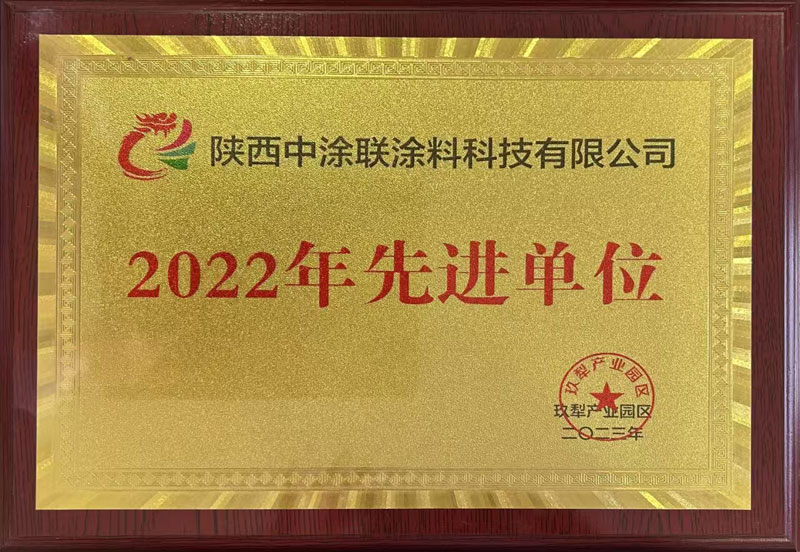 陕西中涂联涂料科技有限公司
2022年先进单位
玖犁产业园区
玖犁产业园区
二〇二三年